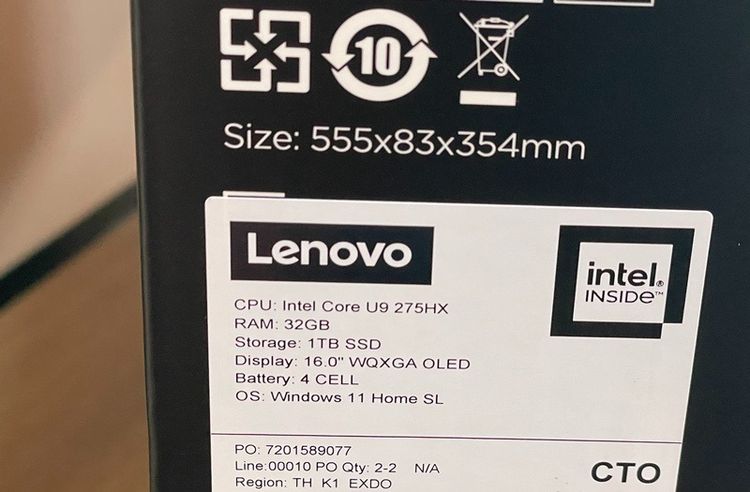 10
Size: 555x83x354mm
Lenovo
intel®
INSIDE™
CPU: Intel Core U9 275HX
RAM: 32GB
Storage: 1TB SSD
Display: 16.0" WQXGA OLED
Battery: 4 CELL
OS: Windows 11 Home SL
PO: 7201589077
Line:00010 PO Qty: 2-2 N/A
Region: TH K1 EXDO
CTO